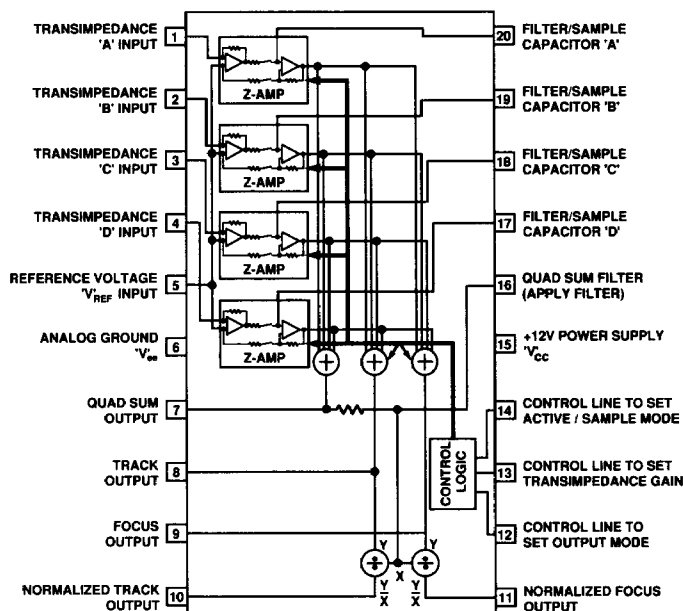 TRANSIMPEDANCE
'A' INPUT
1
TRANSIMPEDANCE
'B' INPUT
2
TRANSIMPEDANCE
'C' INPUT
3
TRANSIMPEDANCE
'D' INPUT
4
REFERENCE VOLTAGE
'V'REF INPUT
5
ANALOG GROUND
'V'ee
6
QUAD SUM
OUTPUT
7
TRACK
OUTPUT
8
FOCUS
OUTPUT
9
NORMALIZED TRACK
OUTPUT
10
Z-AMP
Z-AMP
Z-AMP
Z-AMP
+
+
+
CONTROL
LOGIC
Y
÷
X
÷
Y
Y/X
Y/X
20
FILTER/SAMPLE
CAPACITOR 'A'
19
FILTER/SAMPLE
CAPACITOR 'B'
18
FILTER/SAMPLE
CAPACITOR 'C'
17
FILTER/SAMPLE
CAPACITOR 'D'
16
QUAD SUM FILTER
(APPLY FILTER)
15
+12V POWER SUPPLY
'V'CC
14
CONTROL LINE TO SET
ACTIVE / SAMPLE MODE
13
CONTROL LINE TO SET
TRANSIMPEDANCE GAIN
12
CONTROL LINE TO
SET OUTPUT MODE
11
NORMALIZED FOCUS
OUTPUT